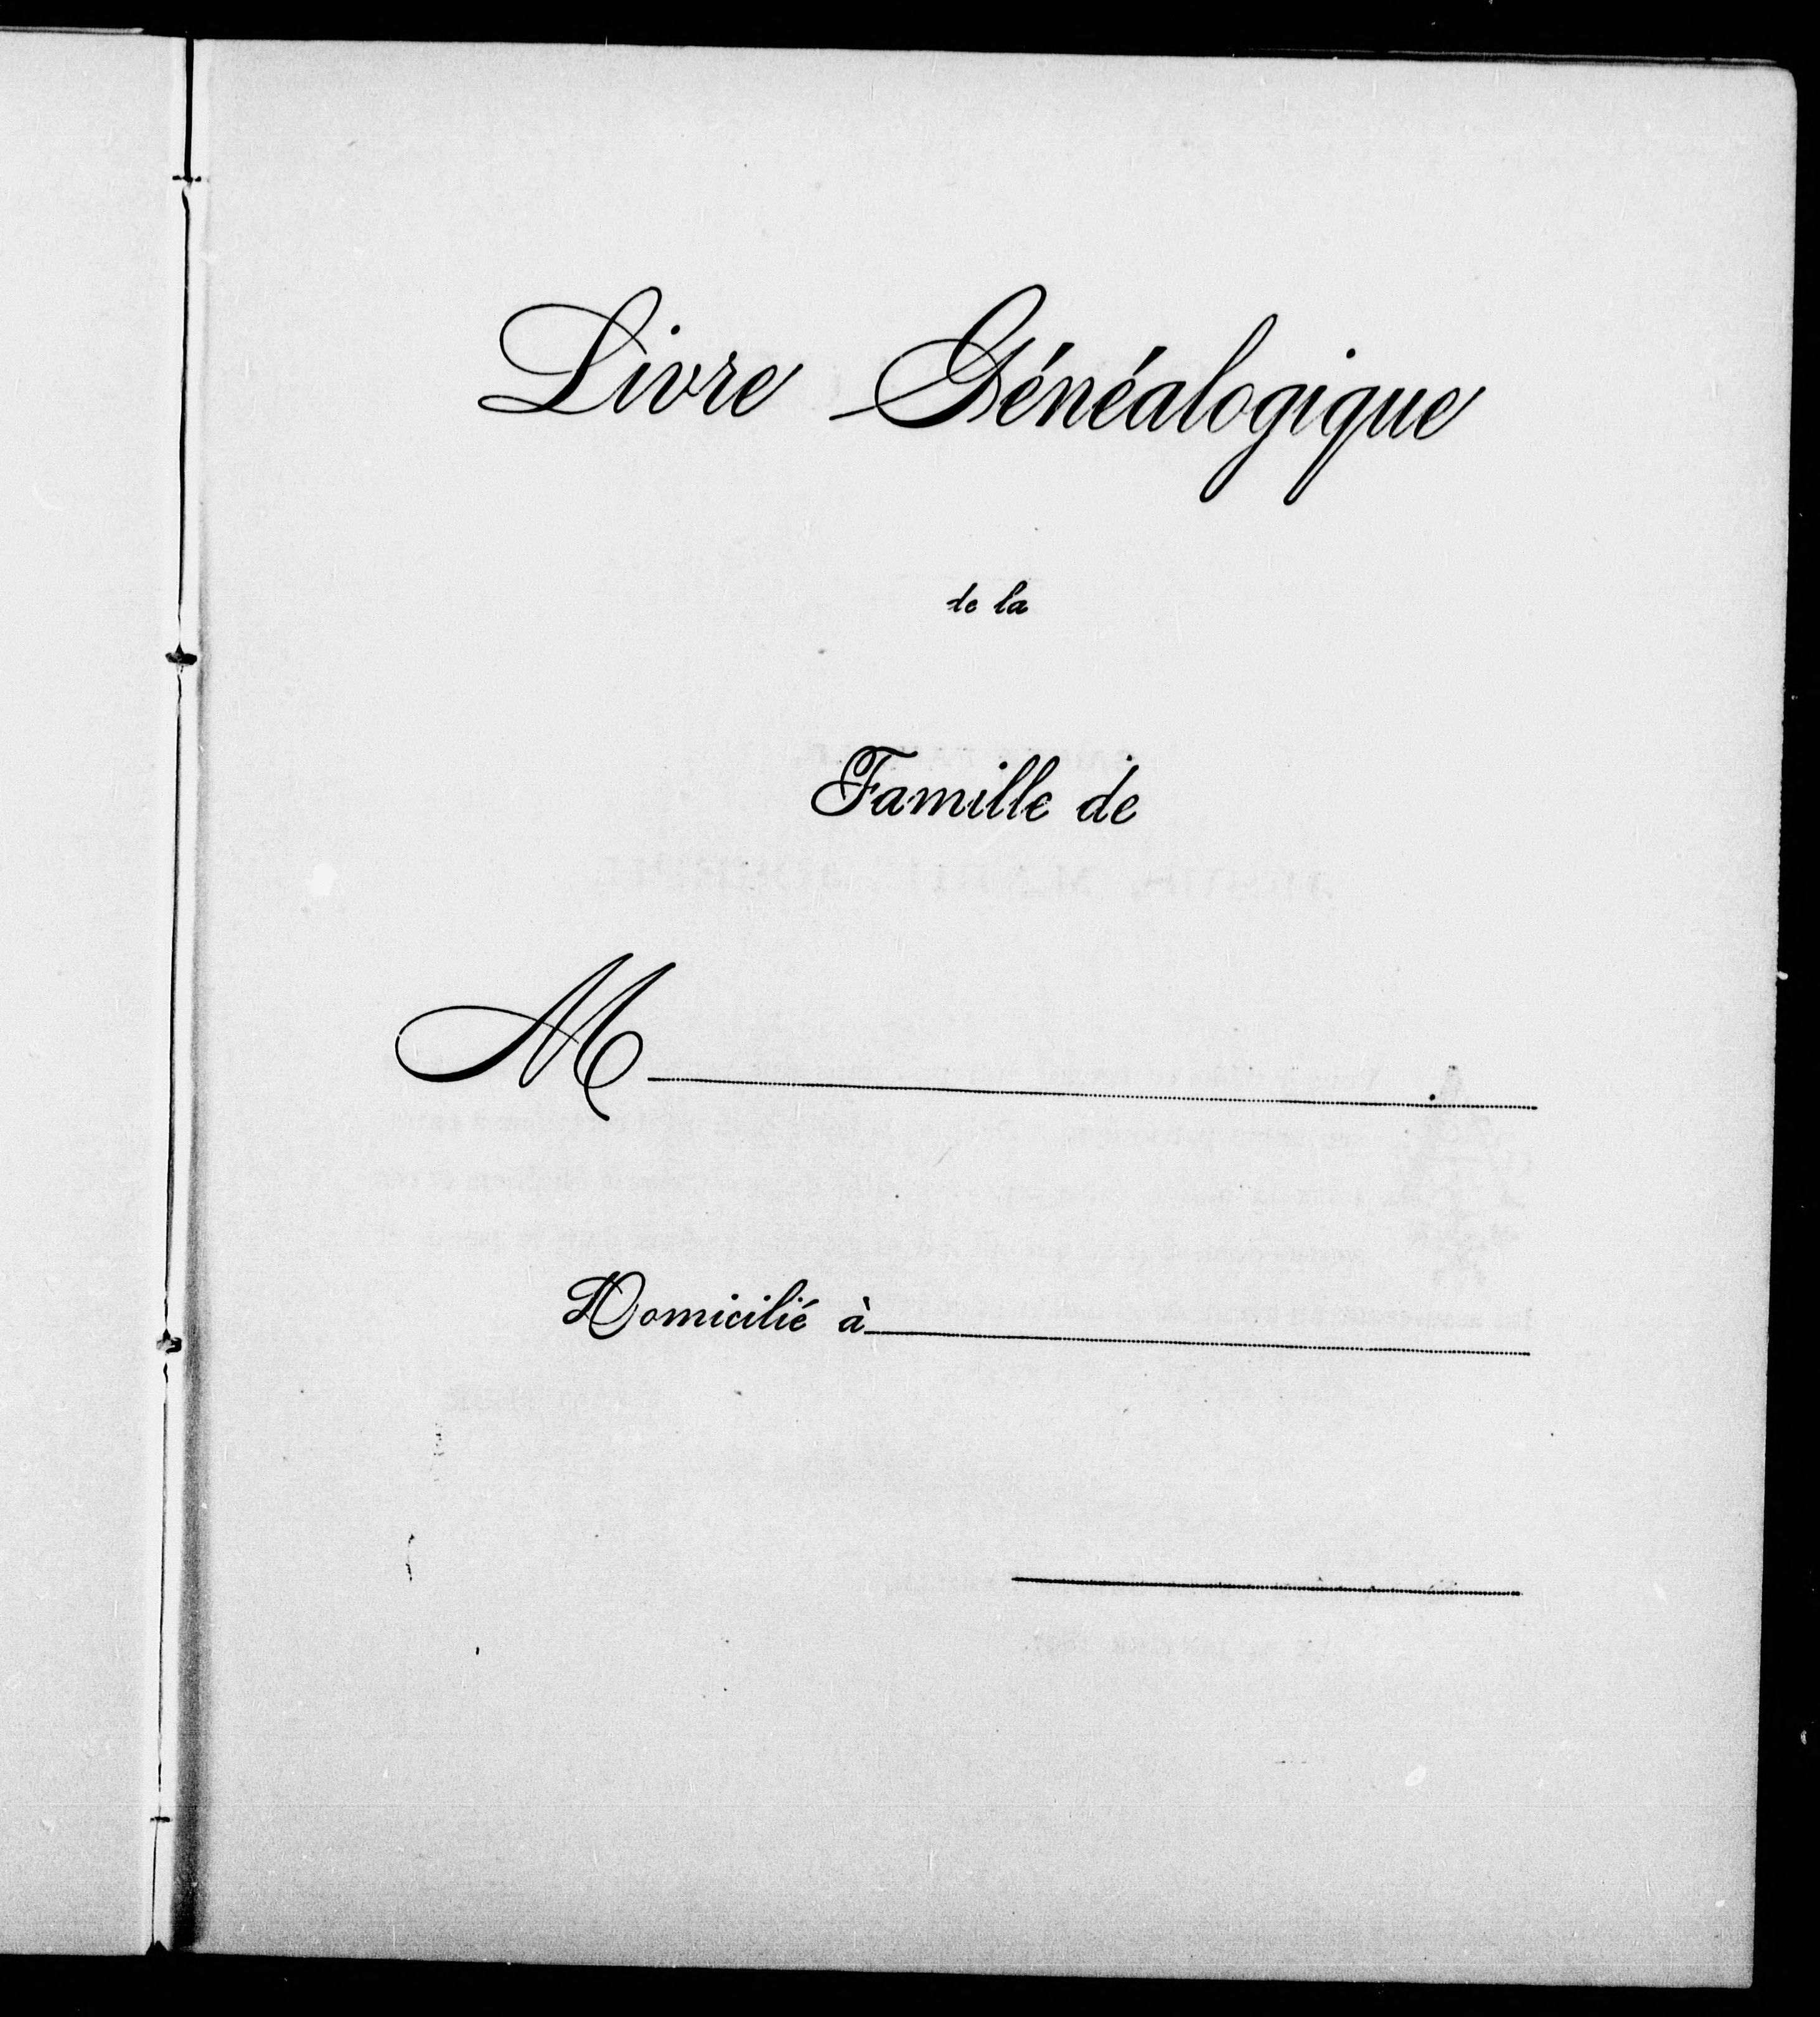 Livre Généalogique
de la
Famille de
M
Domicilié à